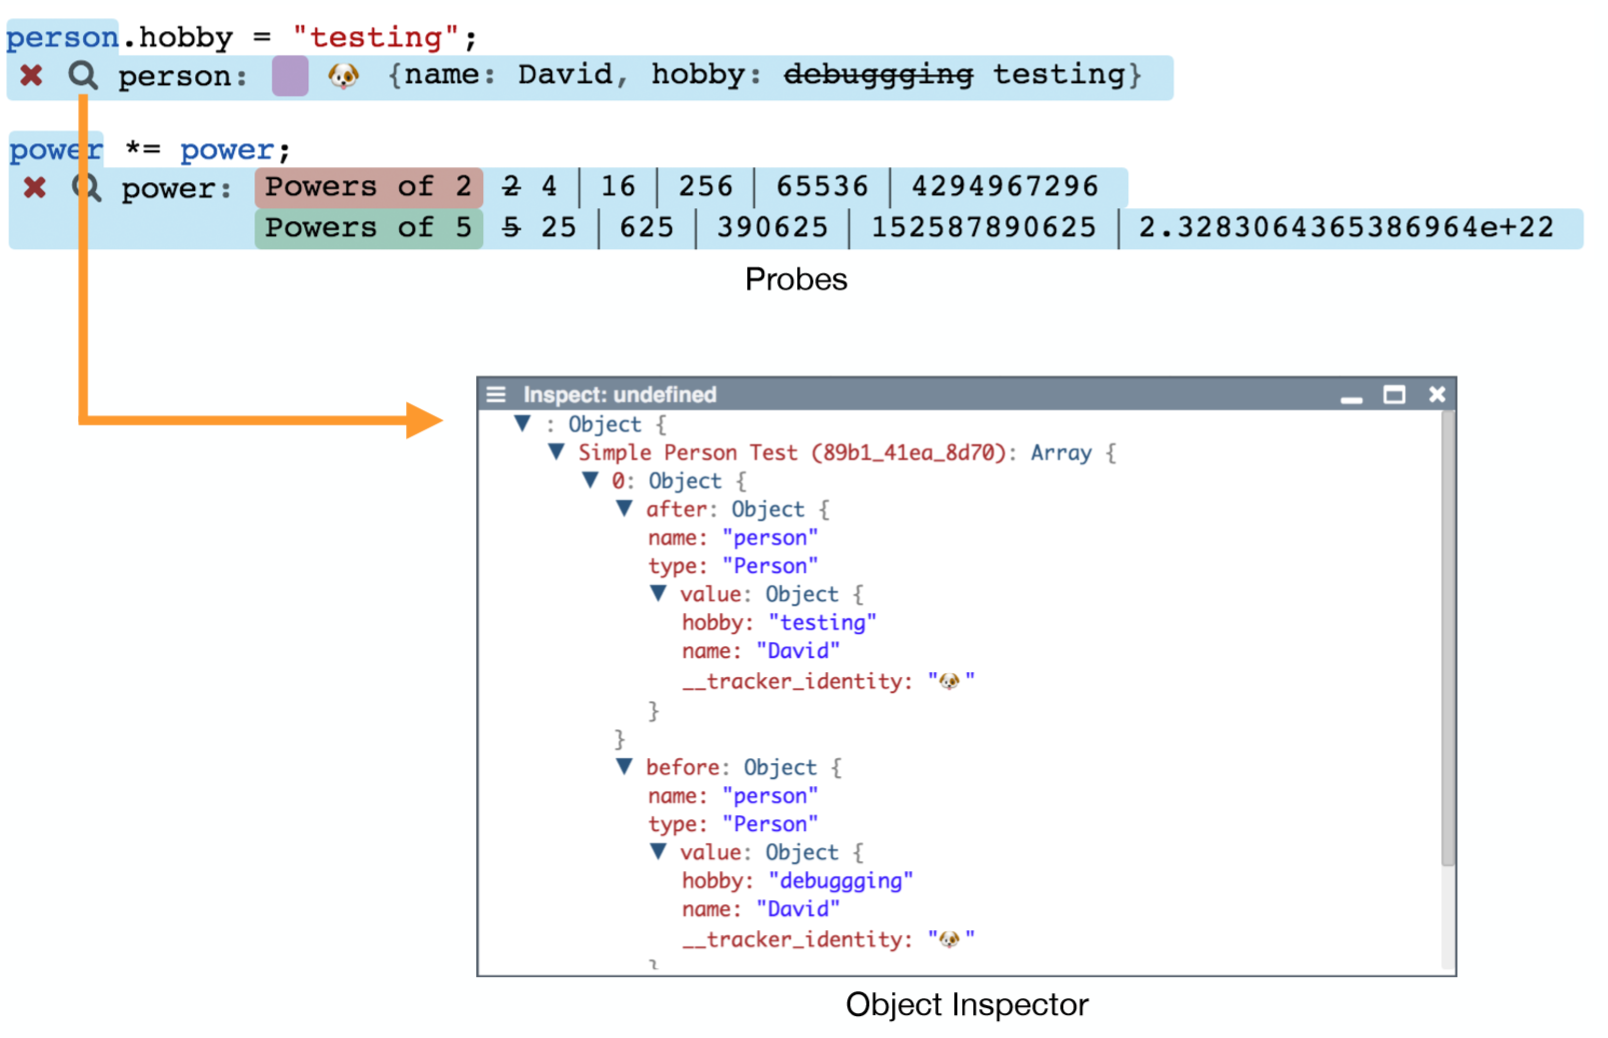 person.hobby = "testing";
person: 🐶 {name: David, hobby: debuggging testing}
power *= power;
power: Powers of 2 2 4 | 16 | 256 | 65536 | 4294967296
Powers of 5 5 25 | 625 | 390625 | 152587890625 | 2.3283064365386964e+22
Probes
Inspect: undefined
: Object {
Simple Person Test (89b1_41ea_8d70): Array {
0: Object {
after: Object {
name: "person"
type: "Person"
value: Object {
hobby: "testing"
name: "David"
__tracker_identity: "🐶"
}
}
before: Object {
name: "person"
type: "Person"
value: Object {
hobby: "debuggging"
name: "David"
__tracker_identity: "🐶"
}
Object Inspector